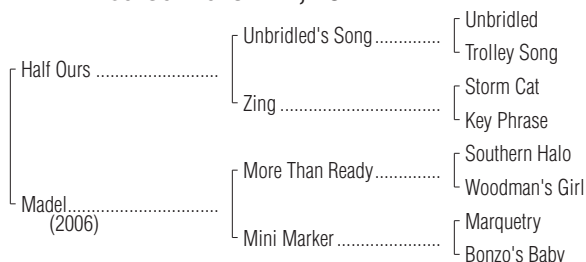 Unbridled
Unbridled's Song
Trolley Song
Half Ours
Storm Cat
Zing
Key Phrase
Southern Halo
More Than Ready
Woodman's Girl
Madel
(2006)
Marquetry
Mini Marker
Bonzo's Baby